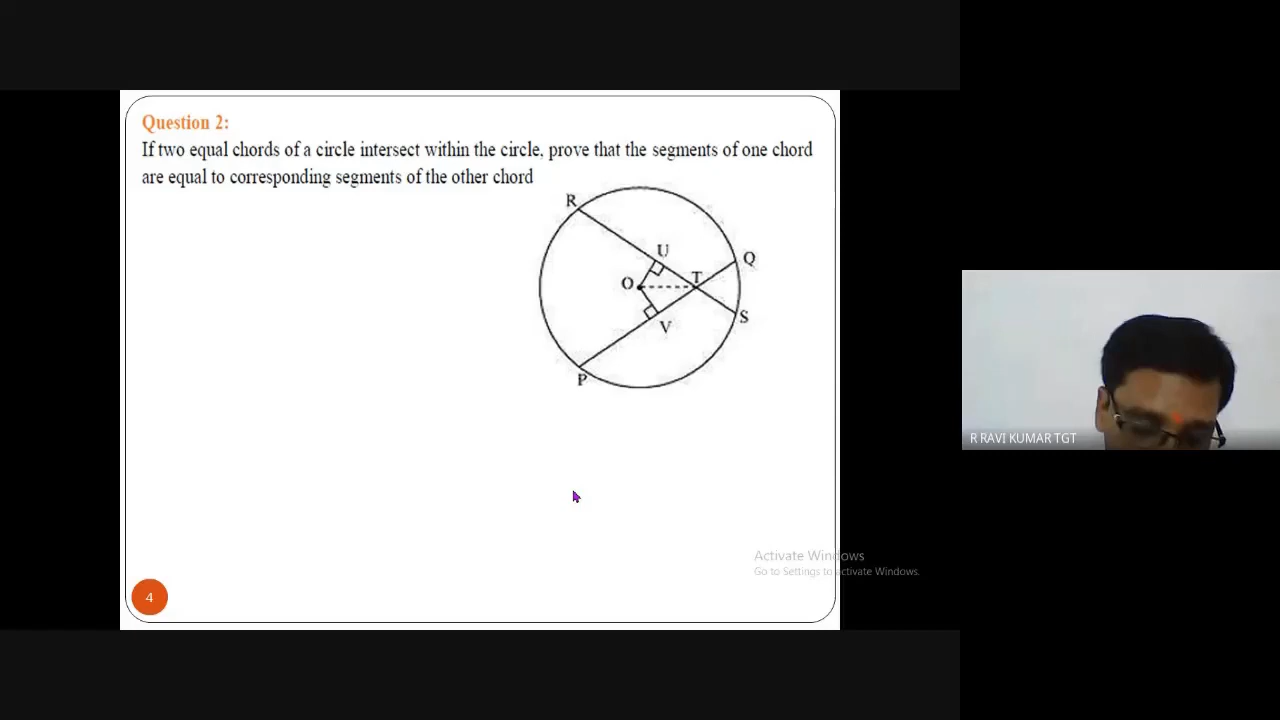 Question 2:
If two equal chords of a circle intersect within the circle, prove that the segments of one chord
are equal to corresponding segments of the other chord
R
U
Q
T
O
S
V
P
R RAVI KUMAR TGT
Activate Windows
Go to Settings to activate Windows.
4